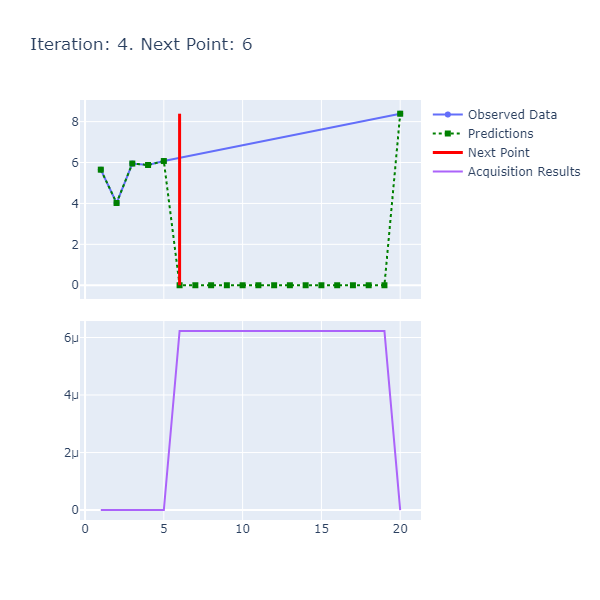 Iteration: 4. Next Point: 6
Observed Data
Predictions
Next Point
Acquisition Results
8
6
4
2
0
6μ
4μ
2μ
0
0 5 10 15 20